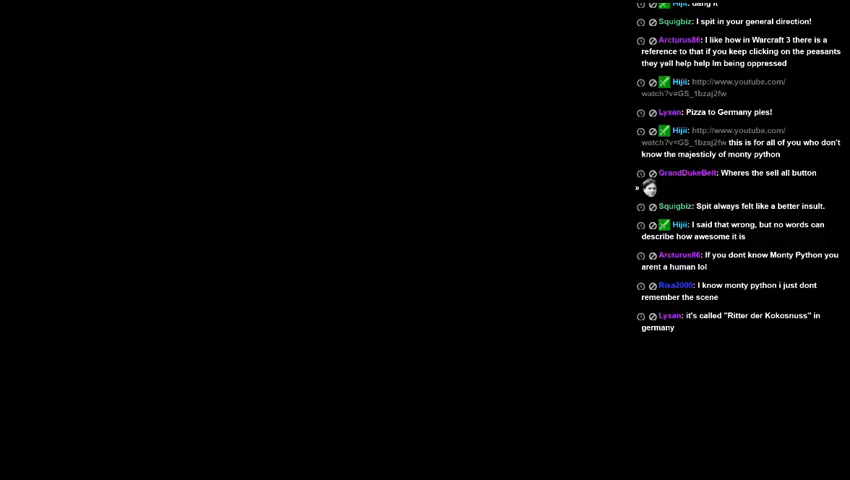 Hijii: dang it
Squigbiz: I spit in your general direction!
Arcturus86: I like how in Warcraft 3 there is a
reference to that if you keep clicking on the peasants
they yell help help Im being oppressed
Hijii: http://www.youtube.com/
watch?v=GS_1bzaj2fw
Lyxan: Pizza to Germany ples!
Hijii: http://www.youtube.com/
watch?v=GS_1bzaj2fw this is for all of you who don't
know the majesticly of monty python
GrandDukeBelt: Wheres the sell all button
»
Squigbiz: Spit always felt like a better insult.
Hijii: I said that wrong, but no words can
describe how awesome it is
Arcturus86: If you dont know Monty Python you
arent a human lol
Rixa2000: I know monty python i just dont
remember the scene
Lyxan: it's called "Ritter der Kokosnuss" in
germany